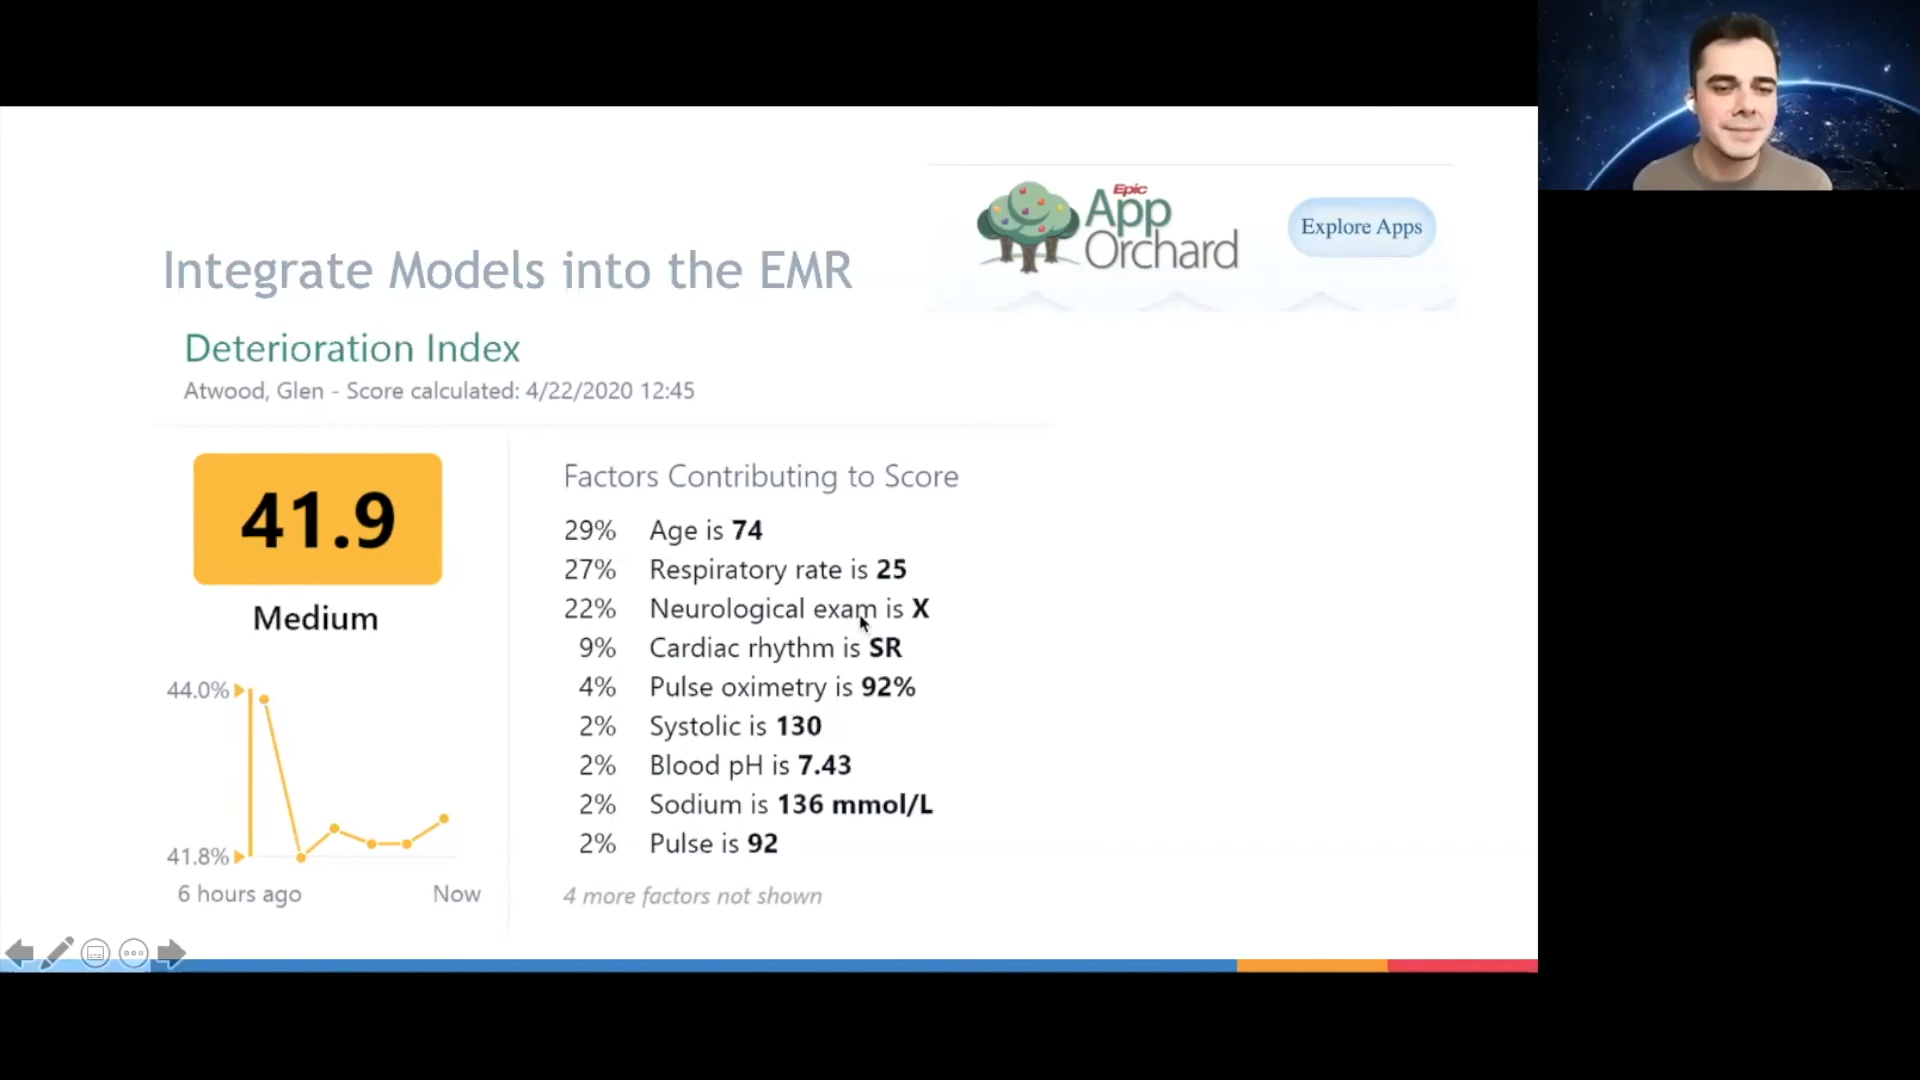 Epic
App
Orchard
Explore Apps
Integrate Models into the EMR
Deterioration Index
Atwood, Glen - Score calculated: 4/22/2020 12:45
41.9
Medium
44.0%
41.8%
6 hours ago
Now
Factors Contributing to Score
29% Age is 74
27% Respiratory rate is 25
22% Neurological exam is X
9% Cardiac rhythm is SR
4% Pulse oximetry is 92%
2% Systolic is 130
2% Blood pH is 7.43
2% Sodium is 136 mmol/L
2% Pulse is 92
4 more factors not shown